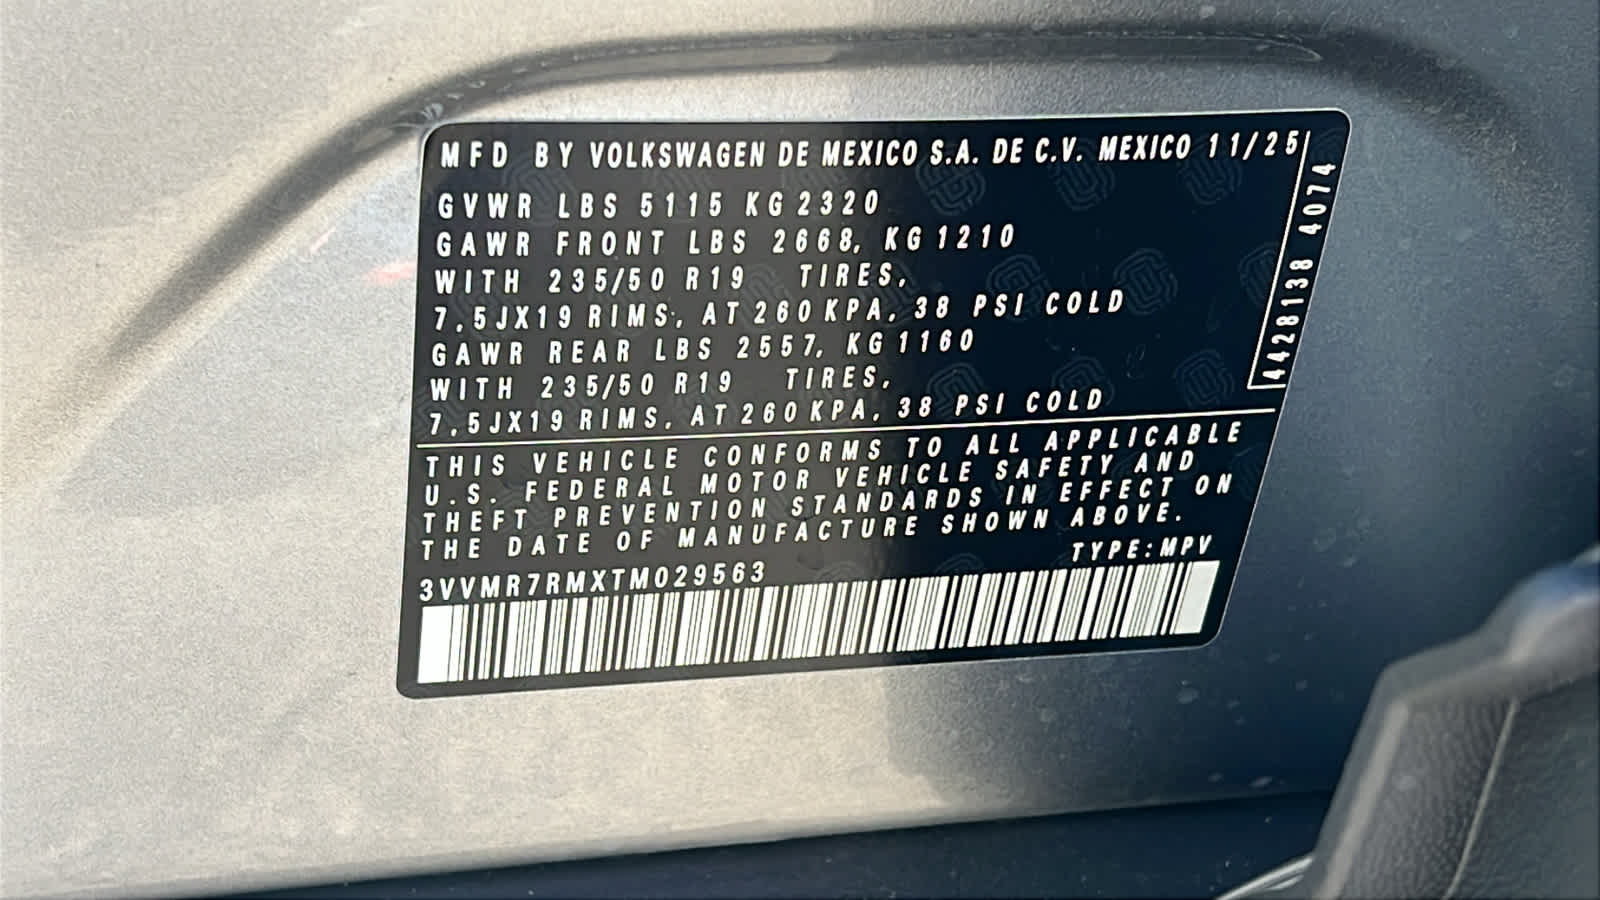 MFD BY VOLKSWAGEN DE MEXICO S.A. DE C.V. MEXICO 11/25
GVWR LBS 5115 KG 2320
GAWR FRONT LBS 2668, KG 1210
WITH 235/50 R19 TIRES,
7,5JX19 RIMS, AT 260 KPA, 38 PSI COLD
GAWR REAR LBS 2557, KG 1160
WITH 235/50 R19 TIRES,
7,5JX19 RIMS, AT 260 KPA, 38 PSI COLD
4428138 4074
THIS VEHICLE CONFORMS TO ALL APPLICABLE
U.S. FEDERAL MOTOR VEHICLE SAFETY AND
THEFT PREVENTION STANDARDS IN EFFECT ON
THE DATE OF MANUFACTURE SHOWN ABOVE.
TYPE:MPV
3VVMR7RMXTM029563